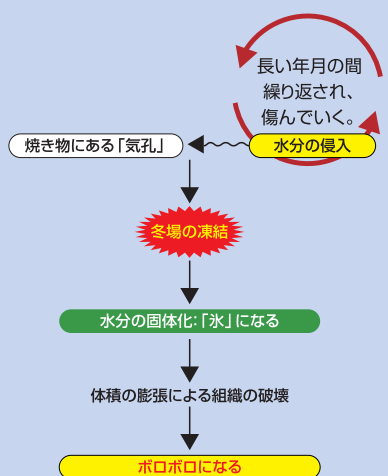 長い年月の間
繰り返され、
傷んでいく。
焼き物にある「気孔」
水分の侵入
冬場の凍結
水分の固体化:「氷」になる
体積の膨張による組織の破壊
ボロボロになる